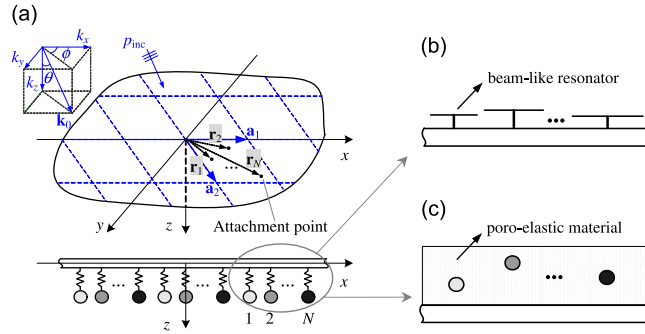 (a)
k_x
ϕ
k_y
k_z
θ
k_0
p_inc
a_1
r_2
r_1
...
r_N
a_2
x
y
z
Attachment point
x
... ... ...
1 2 N
z
(b)
beam-like resonator
...
(c)
poro-elastic material
...